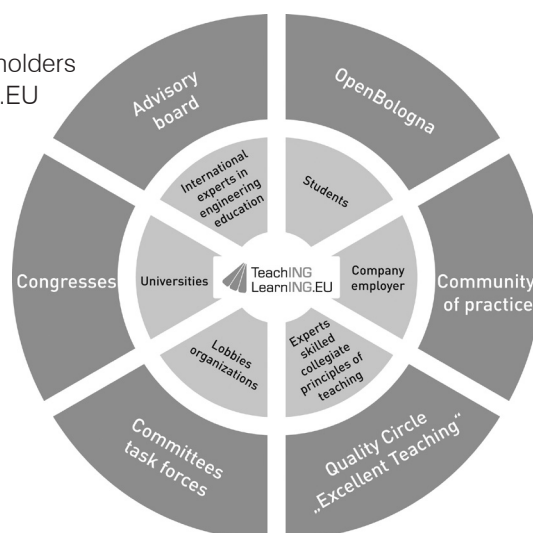 holders
.EU
Advisory
board
OpenBologna
International
experts in
engineering
education
Students
Congresses
Universities
TeachING
LearnING.EU
Company
employer
Community
of practice
Lobbies
organizations
Experts
skilled
collegiate
principles of
teaching
Committees
task forces
Quality Circle
„Excellent Teaching“